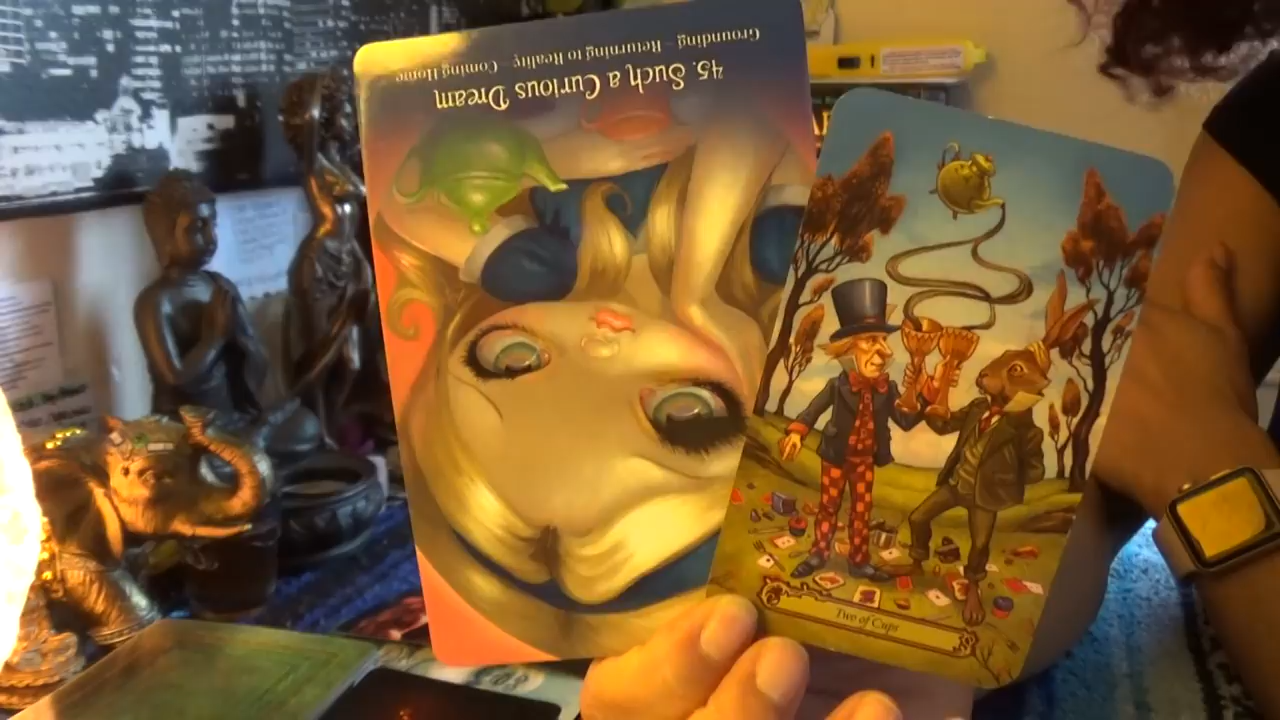 45. Such a Curious Dream
Grounding – Returning to Reality – Coming Home
Two of Cups